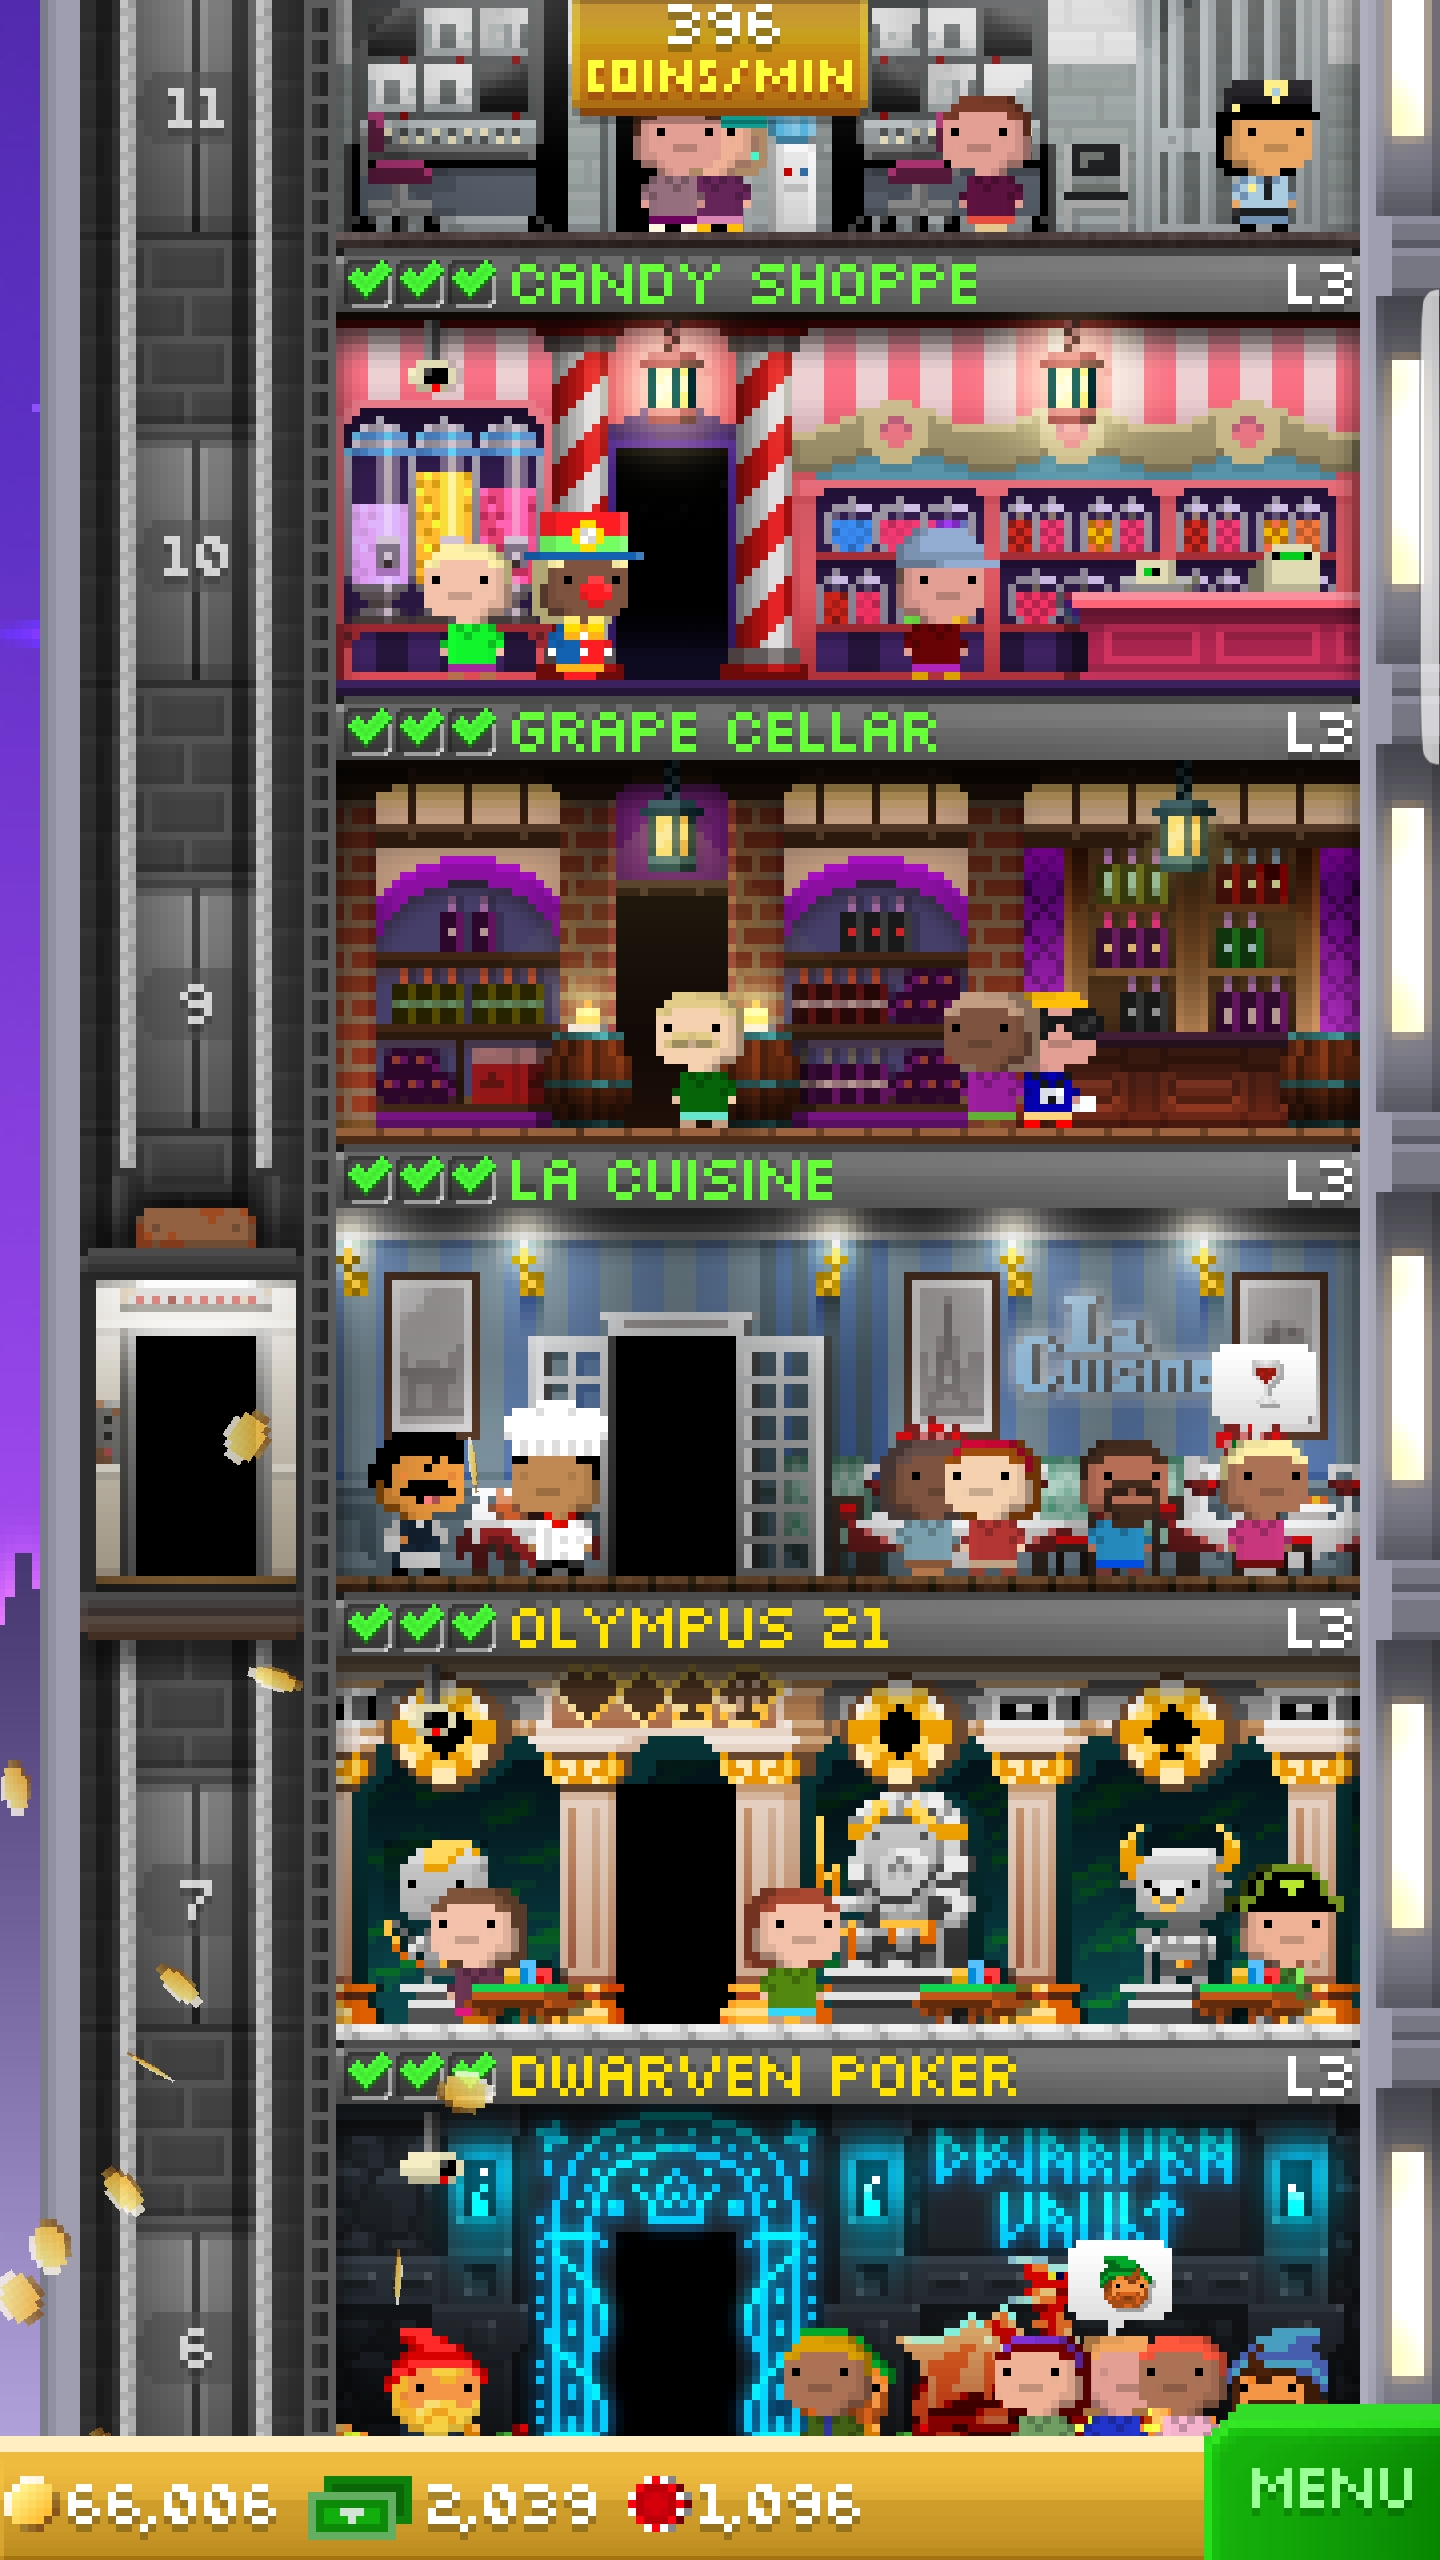 396
COINS/MIN
11
CANDY SHOPPE L3
10
GRAPE CELLAR L3
9
LA CUISINE L3
La
Cuisine
OLYMPUS 21 L3
7
DWARVEN POKER L3
DWARVEN
VAULT
6
66,006 2,039 1,096
MENU